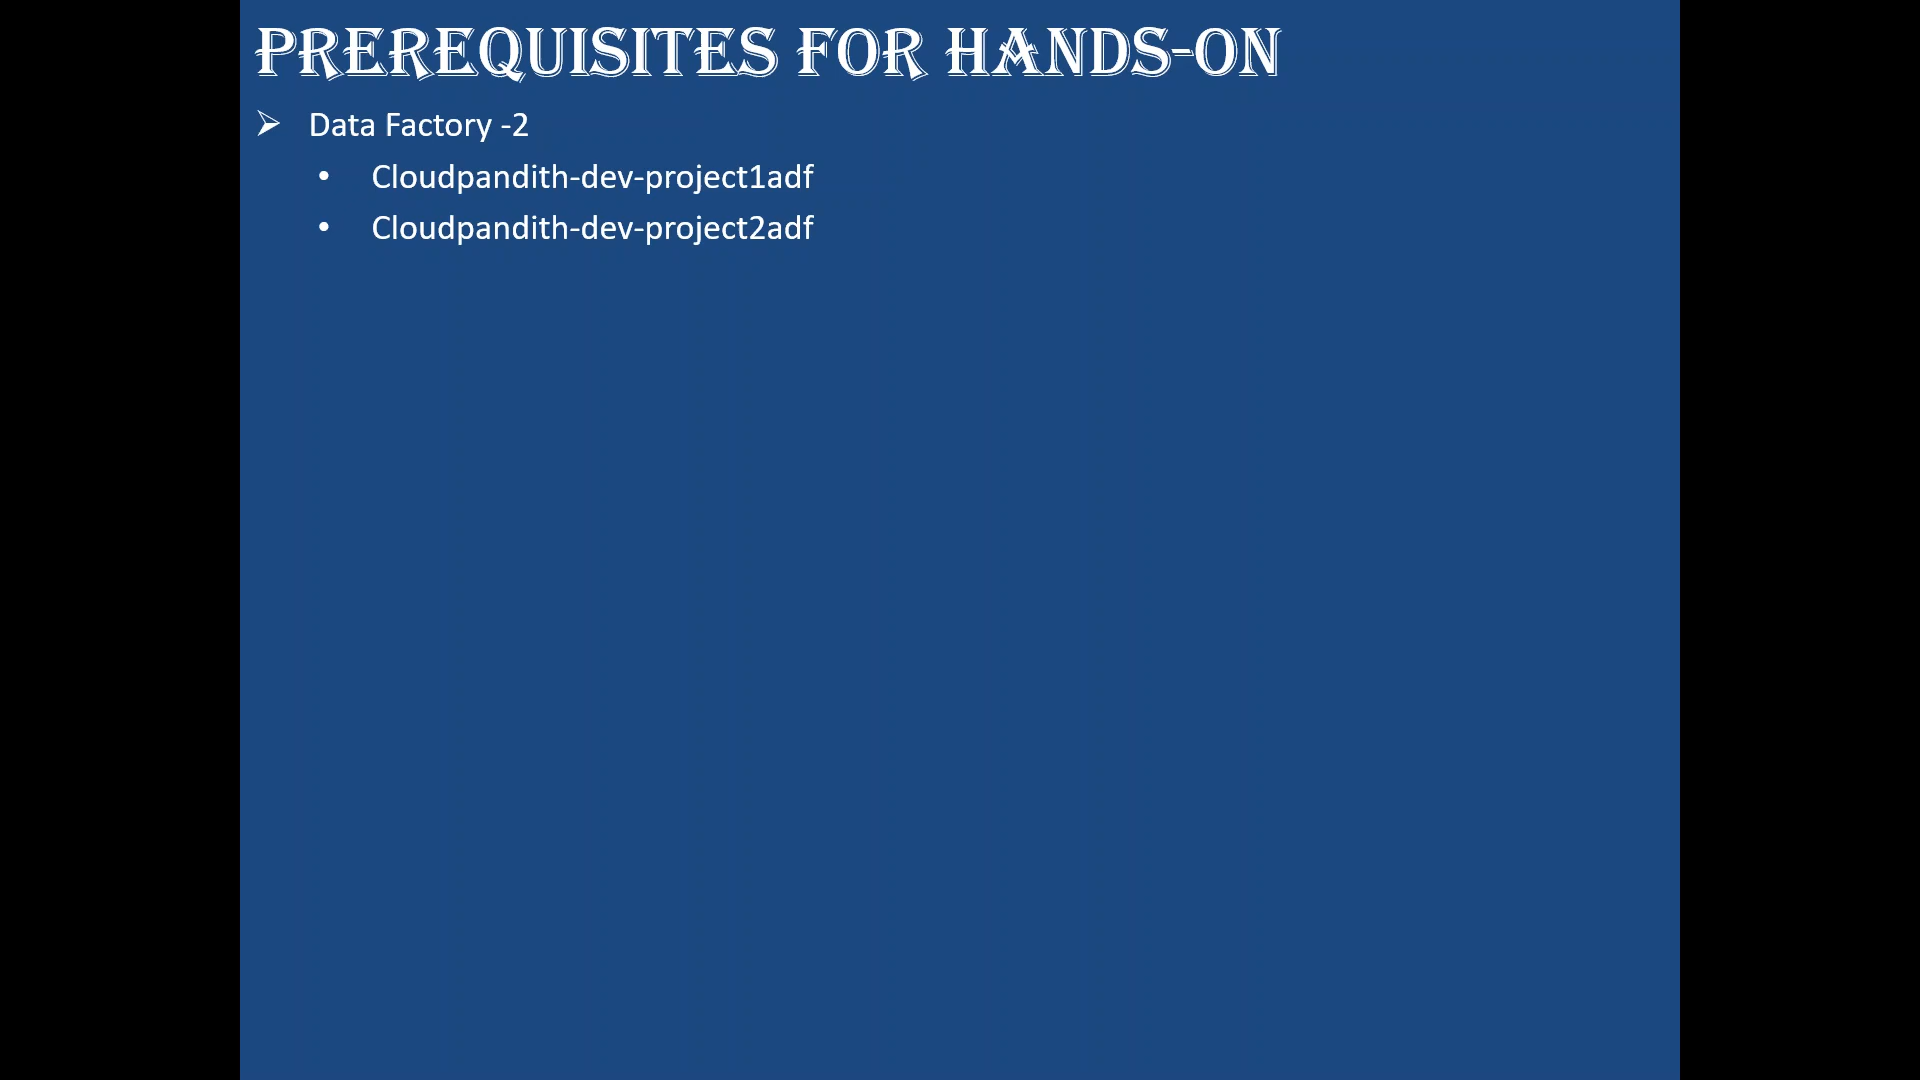 PREREQUISITES FOR HANDS-ON
➢ Data Factory -2
• Cloudpandith-dev-project1adf
• Cloudpandith-dev-project2adf